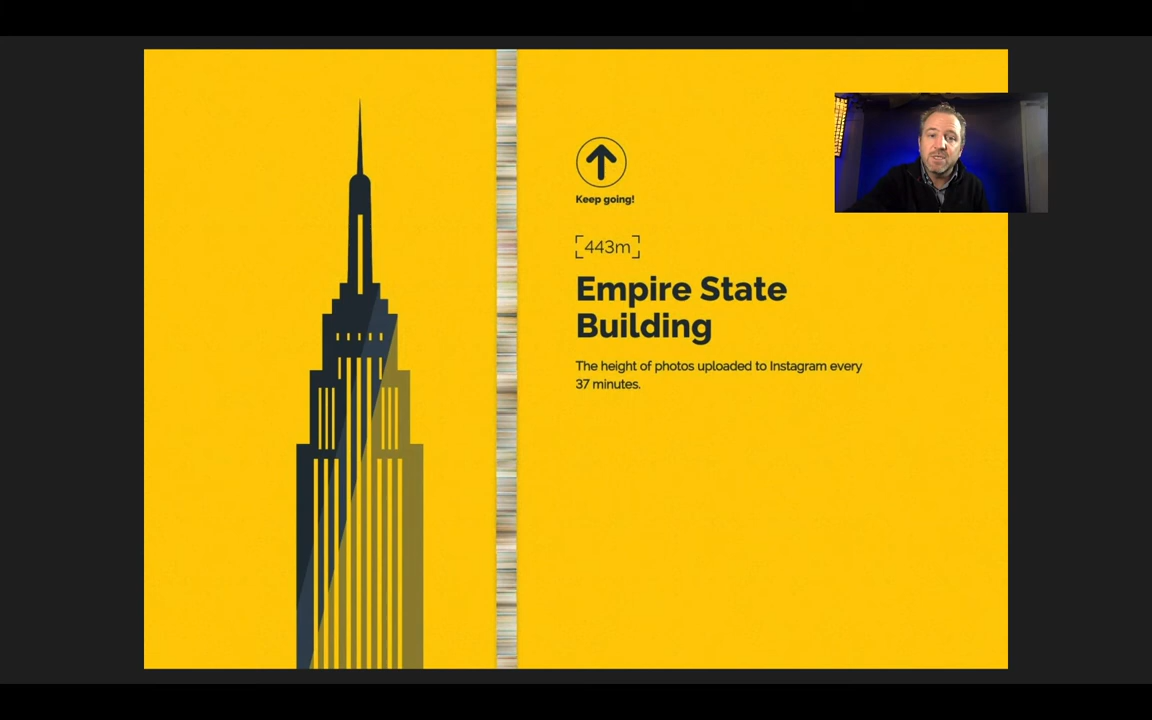 Keep going!
443m
Empire State
Building
The height of photos uploaded to Instagram every
37 minutes.